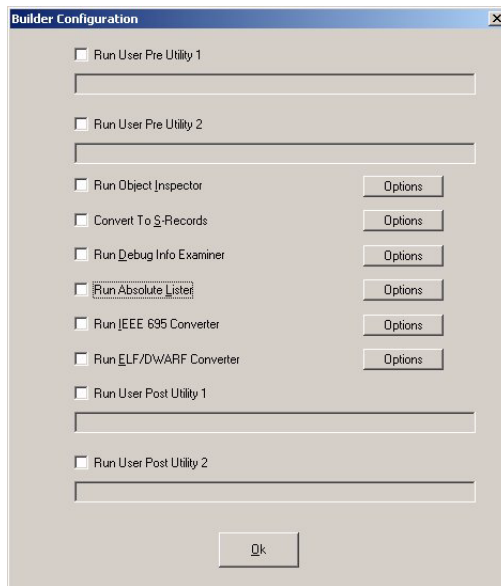 Builder Configuration
Run User Pre Utility 1
Run User Pre Utility 2
Run Object Inspector Options
Convert To S-Records Options
Run Debug Info Examiner Options
Run Absolute Lister Options
Run IEEE 695 Converter Options
Run ELF/DWARF Converter Options
Run User Post Utility 1
Run User Post Utility 2
Ok